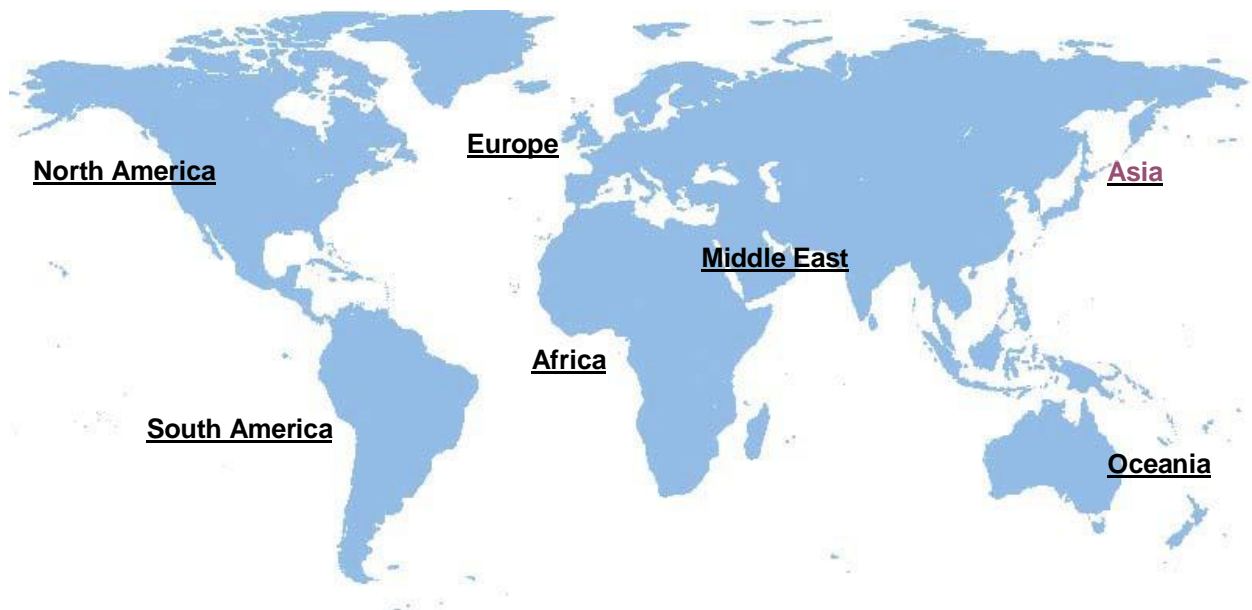 Europe
North America
Asia
Middle East
Africa
South America
Oceania